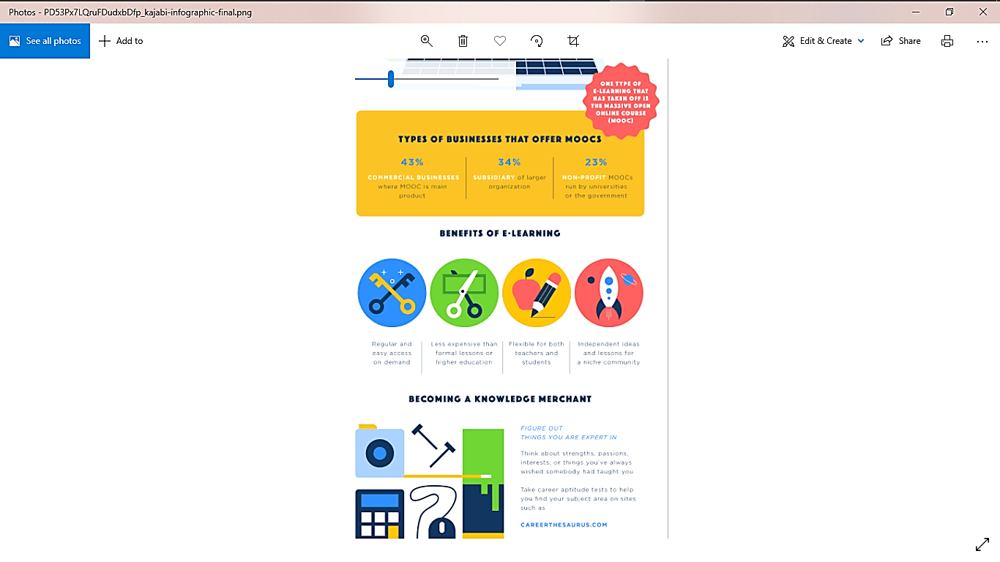 Photos - PD53Px7LQruFDudxbDfp_kajabi-infographic-final.png
See all photos
Add to
Edit & Create
Share
ONE TYPE OF
E-LEARNING THAT
HAS TAKEN OFF IS
THE MASSIVE OPEN
ONLINE COURSE
(MOOC)
TYPES OF BUSINESSES THAT OFFER MOOCS
43%
COMMERCIAL BUSINESSES
where MOOC is main
product
34%
SUBSIDIARY of larger
organization
23%
NON-PROFIT MOOCs
run by universities
or the government
BENEFITS OF E-LEARNING
Regular and
easy access
on demand
Less expensive than
formal lessons or
higher education
Flexible for both
teachers and
students
Independent ideas
and lessons for
a niche community
BECOMING A KNOWLEDGE MERCHANT
FIGURE OUT
THINGS YOU ARE EXPERT IN
Think about strengths, passions,
interests, or things you've always
wished somebody had taught you
Take career aptitude tests to help
you find your subject area on sites
such as
CAREERTHESAURUS.COM